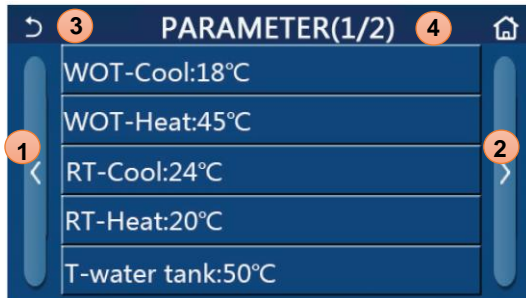 3 PARAMETER(1/2) 4
WOT-Cool:18℃
WOT-Heat:45℃
1 2
RT-Cool:24℃
RT-Heat:20℃
T-water tank:50℃